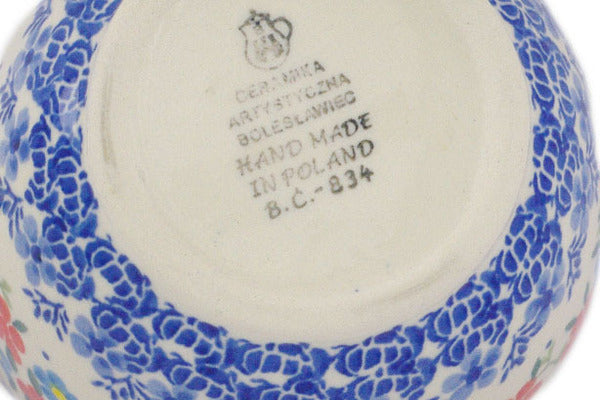 CERAMIKA
ARTYSTYCZNA
BOLESŁAWIEC
HAND MADE
IN POLAND
B.C.-834